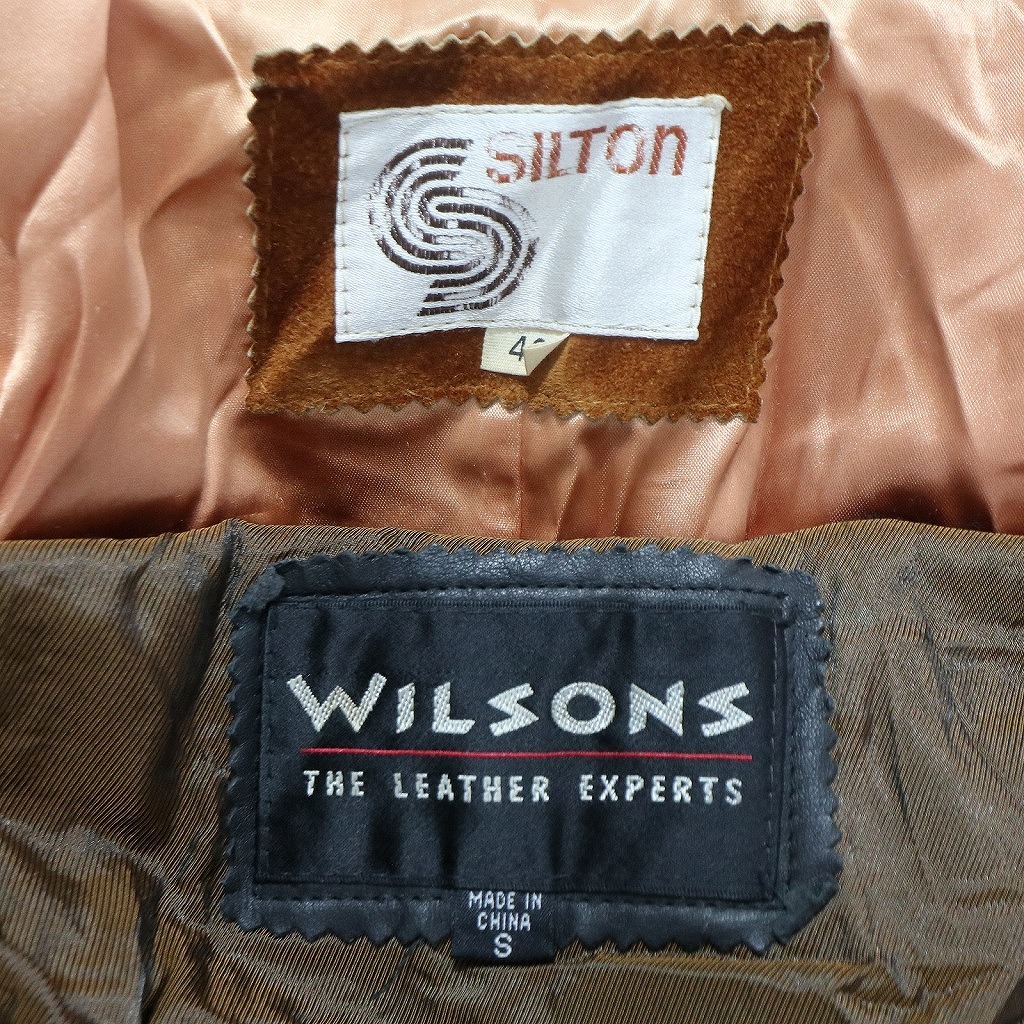 SILTON
WILSONS
THE LEATHER EXPERTS
MADE IN
CHINA
S